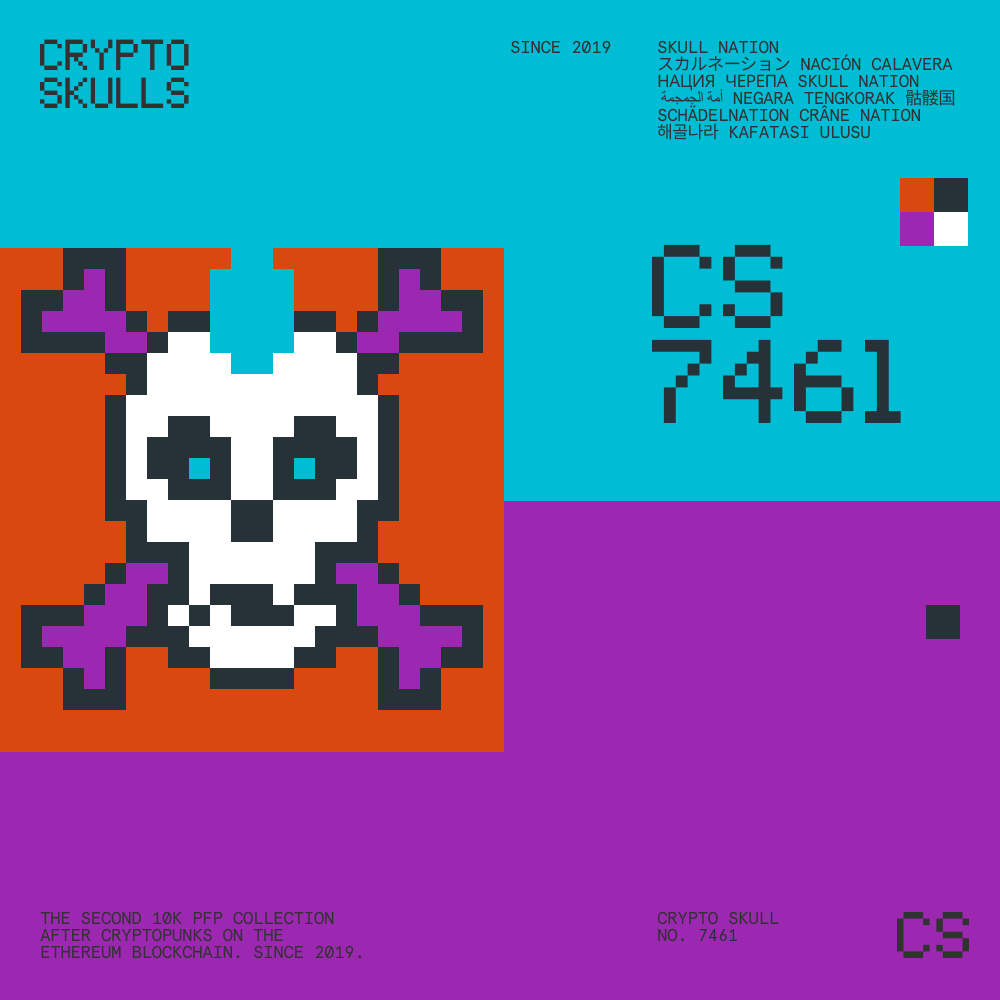 CRYPTO
SKULLS
SINCE 2019
SKULL NATION
スカルネーション NACIÓN CALAVERA
НАЦИЯ ЧЕРЕПА SKULL NATION
أمة الجمجمة NEGARA TENGKORAK 骷髅国
SCHÄDELNATION CRÂNE NATION
해골나라 KAFATASI ULUSU
CS
7461
THE SECOND 10K PFP COLLECTION
AFTER CRYPTOPUNKS ON THE
ETHEREUM BLOCKCHAIN. SINCE 2019.
CRYPTO SKULL
NO. 7461
CS